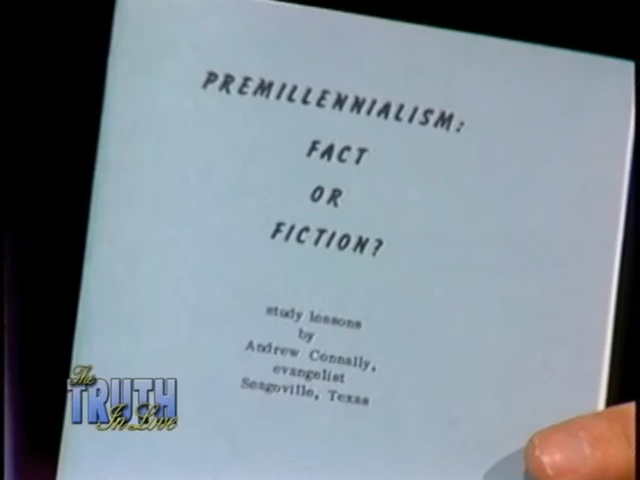 PREMILLENNIALISM:
FACT
OR
FICTION?
study lessons
by
Andrew Connally,
evangelist
Seagoville, Texas
The
TRUTH
In Love